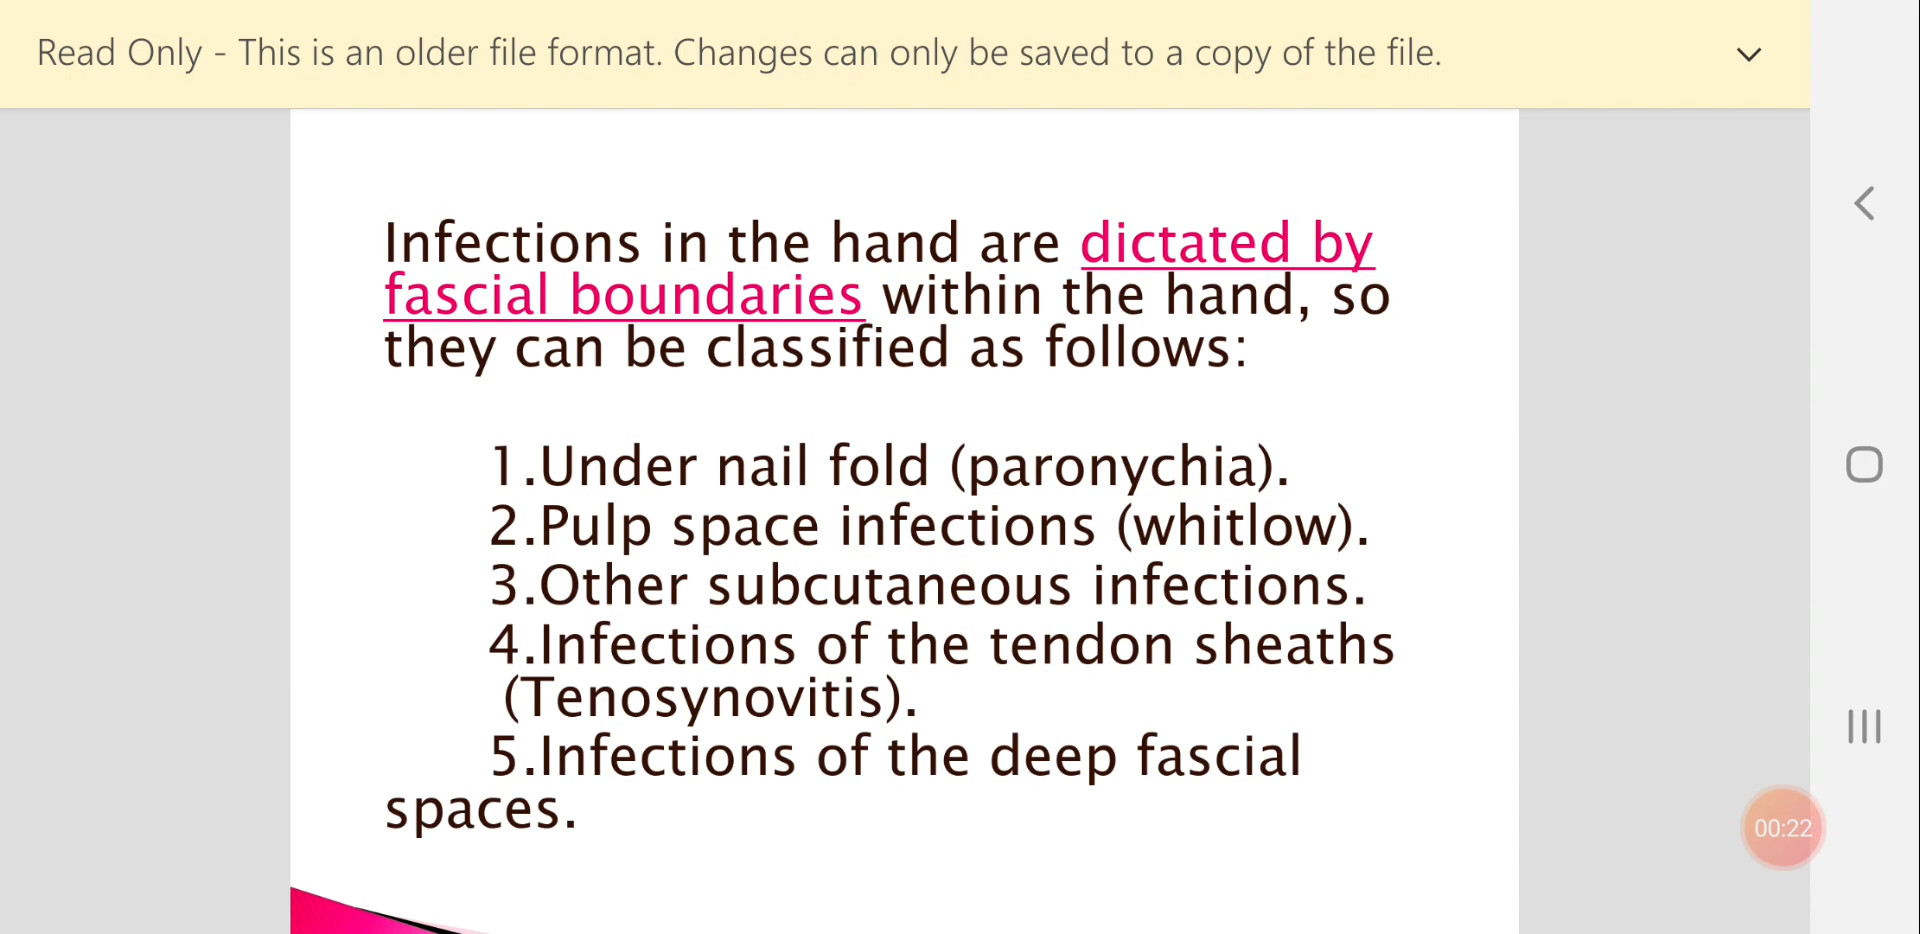 Read Only - This is an older file format. Changes can only be saved to a copy of the file.
Infections in the hand are dictated by
fascial boundaries within the hand, so
they can be classified as follows:
1.Under nail fold (paronychia).
2.Pulp space infections (whitlow).
3.Other subcutaneous infections.
4.Infections of the tendon sheaths
(Tenosynovitis).
5.Infections of the deep fascial
spaces.
00:22